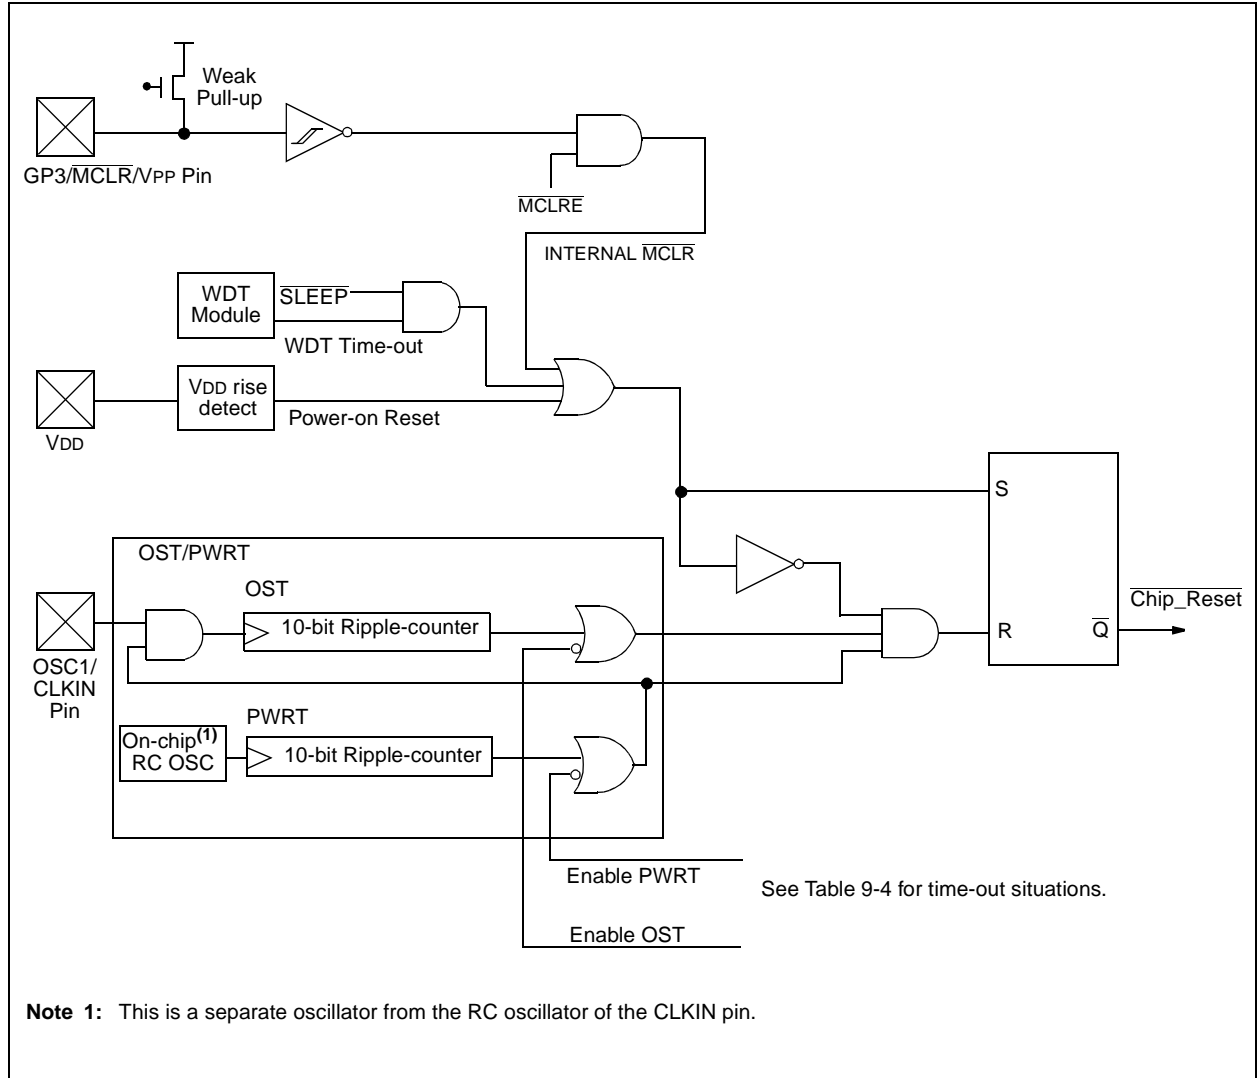 Weak
Pull-up
GP3/MCLR/VPP Pin
MCLRE
INTERNAL MCLR
WDT
Module
SLEEP
WDT Time-out
VDD rise
detect
Power-on Reset
VDD
S
OST/PWRT
OST
10-bit Ripple-counter
OSC1/
CLKIN
Pin
Chip_Reset
R
Q
PWRT
On-chip(1)
RC OSC
10-bit Ripple-counter
Enable PWRT
See Table 9-4 for time-out situations.
Enable OST
Note 1: This is a separate oscillator from the RC oscillator of the CLKIN pin.